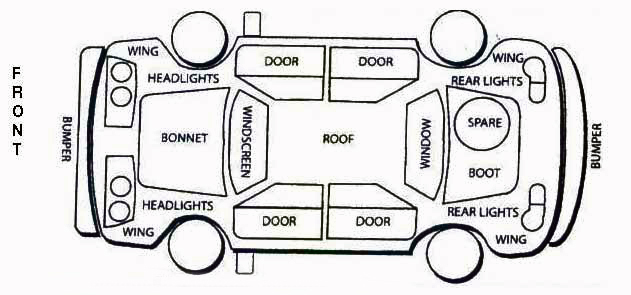 FRONT
BUMPER
WING
HEADLIGHTS
DOOR
DOOR
WING
REAR LIGHTS
BONNET
WINDSCREEN
ROOF
WINDOW
SPARE
BOOT
BUMPER
HEADLIGHTS
WING
DOOR
DOOR
REAR LIGHTS
WING